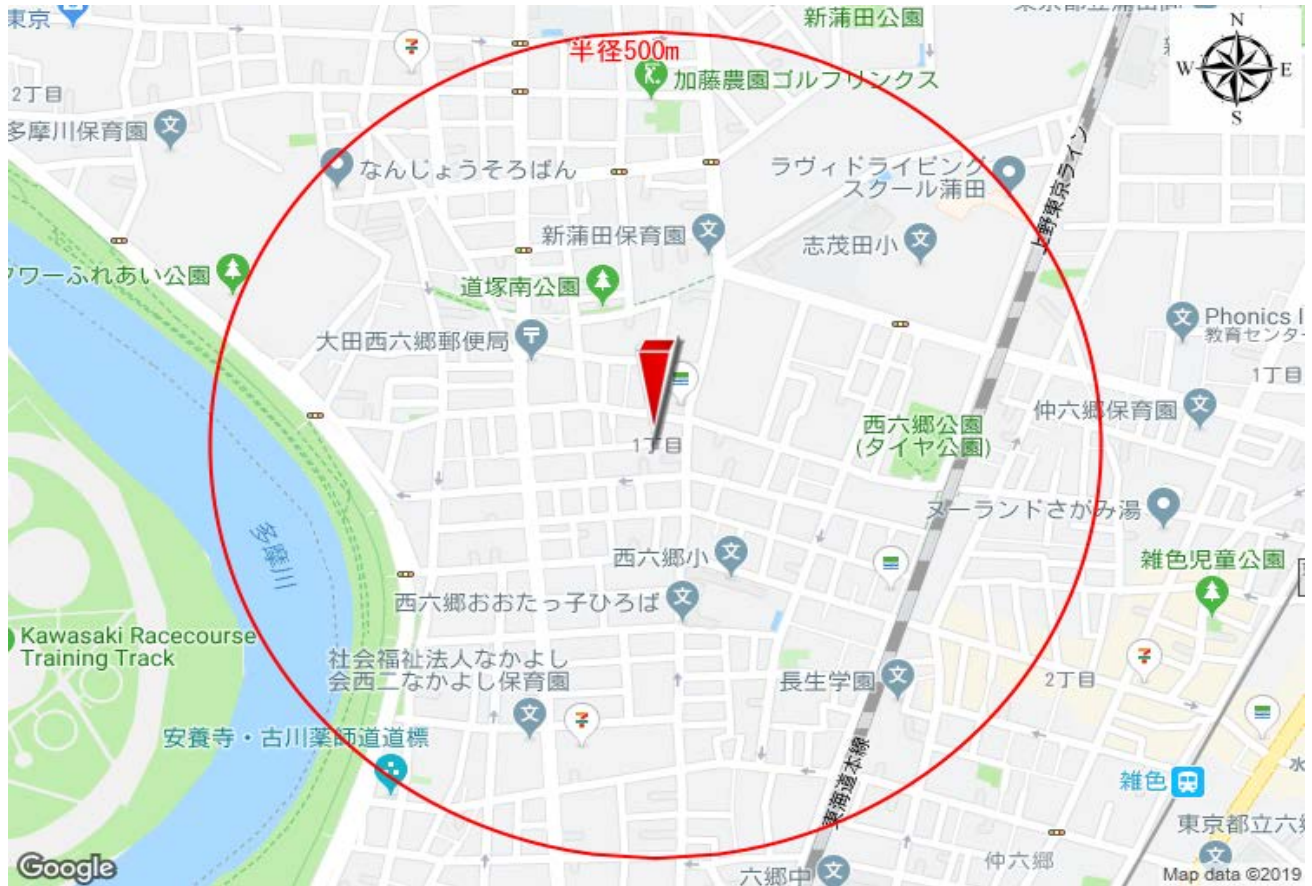 東京
新蒲田公園
N
W
E
S
半径500m
加藤農園ゴルフリンクス
2丁目
多摩川保育園
なんじょうそろばん
ラヴィドライビング
スクール蒲田
上野東京ライン
新蒲田保育園
志茂田小
ふれあい公園
道塚南公園
大田西六郷郵便局
Phonics
教育センター
1丁目
仲六郷保育園
西六郷公園
(タイヤ公園)
1丁目
ヌーランドさがみ湯
多摩川
西六郷小
雑色児童公園
西六郷おおたっ子ひろば
Kawasaki Racecourse
Training Track
社会福祉法人なかよし
会西二なかよし保育園
長生学園
2丁目
安養寺・古川薬師道道標
東海道本線
雑色
水
東京都立六
仲六郷
六郷中
Google
Map data ©2019